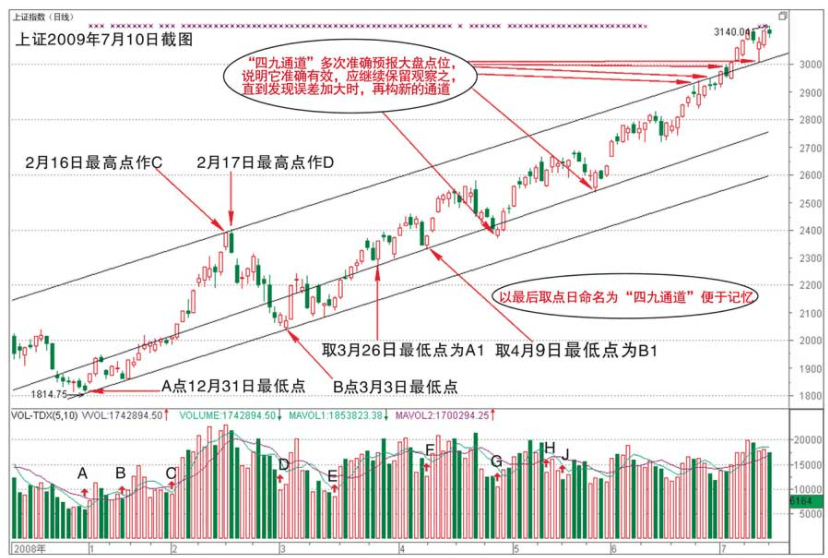 上证指数（日线）
上证2009年7月10日截图
3140.04
“四九通道”多次准确预报大盘点位，
说明它准确有效，应继续保留观察之，
直到发现误差加大时，再构新的通道
3000
2800
2600
2400
2200
2100
2000
1900
1800
2月16日最高点作C
2月17日最高点作D
以最后取点日命名为“四九通道”便于记忆
取3月26日最低点为A1
取4月9日最低点为B1
A点12月31日最低点
B点3月3日最低点
1814.75
VOL-TDX(5,10) VVOL:1742894.50 VOLUME:1742894.50 MAVOL1:1853823.38 MAVOL2:1700294.25
A B C D E F G H J
20000
15000
10000
6184
5000
2008年 1 2 3 4 5 6 7